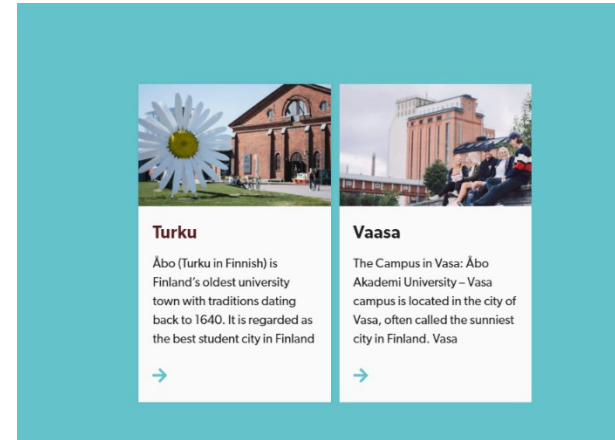 Turku
Åbo (Turku in Finnish) is
Finland's oldest university
town with traditions dating
back to 1640. It is regarded as
the best student city in Finland
Vaasa
The Campus in Vasa: Åbo
Akademi University – Vasa
campus is located in the city of
Vasa, often called the sunniest
city in Finland. Vasa